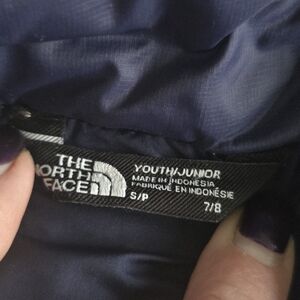 THE
NORTH
FACE
YOUTH/JUNIOR
MADE IN INDONESIA
FABRIQUÉ EN INDONÉSIE
S/P
7/8